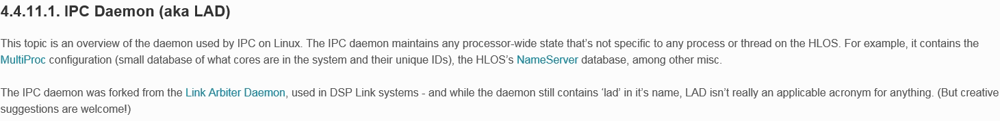 4.4.11.1. IPC Daemon (aka LAD)
This topic is an overview of the daemon used by IPC on Linux. The IPC daemon maintains any processor-wide state that’s not specific to any process or thread on the HLOS. For example, it contains the
MultiProc configuration (small database of what cores are in the system and their unique IDs), the HLOS’s NameServer database, among other misc.
The IPC daemon was forked from the Link Arbiter Daemon, used in DSP Link systems - and while the daemon still contains ‘lad’ in it’s name, LAD isn’t really an applicable acronym for anything. (But creative
suggestions are welcome!)